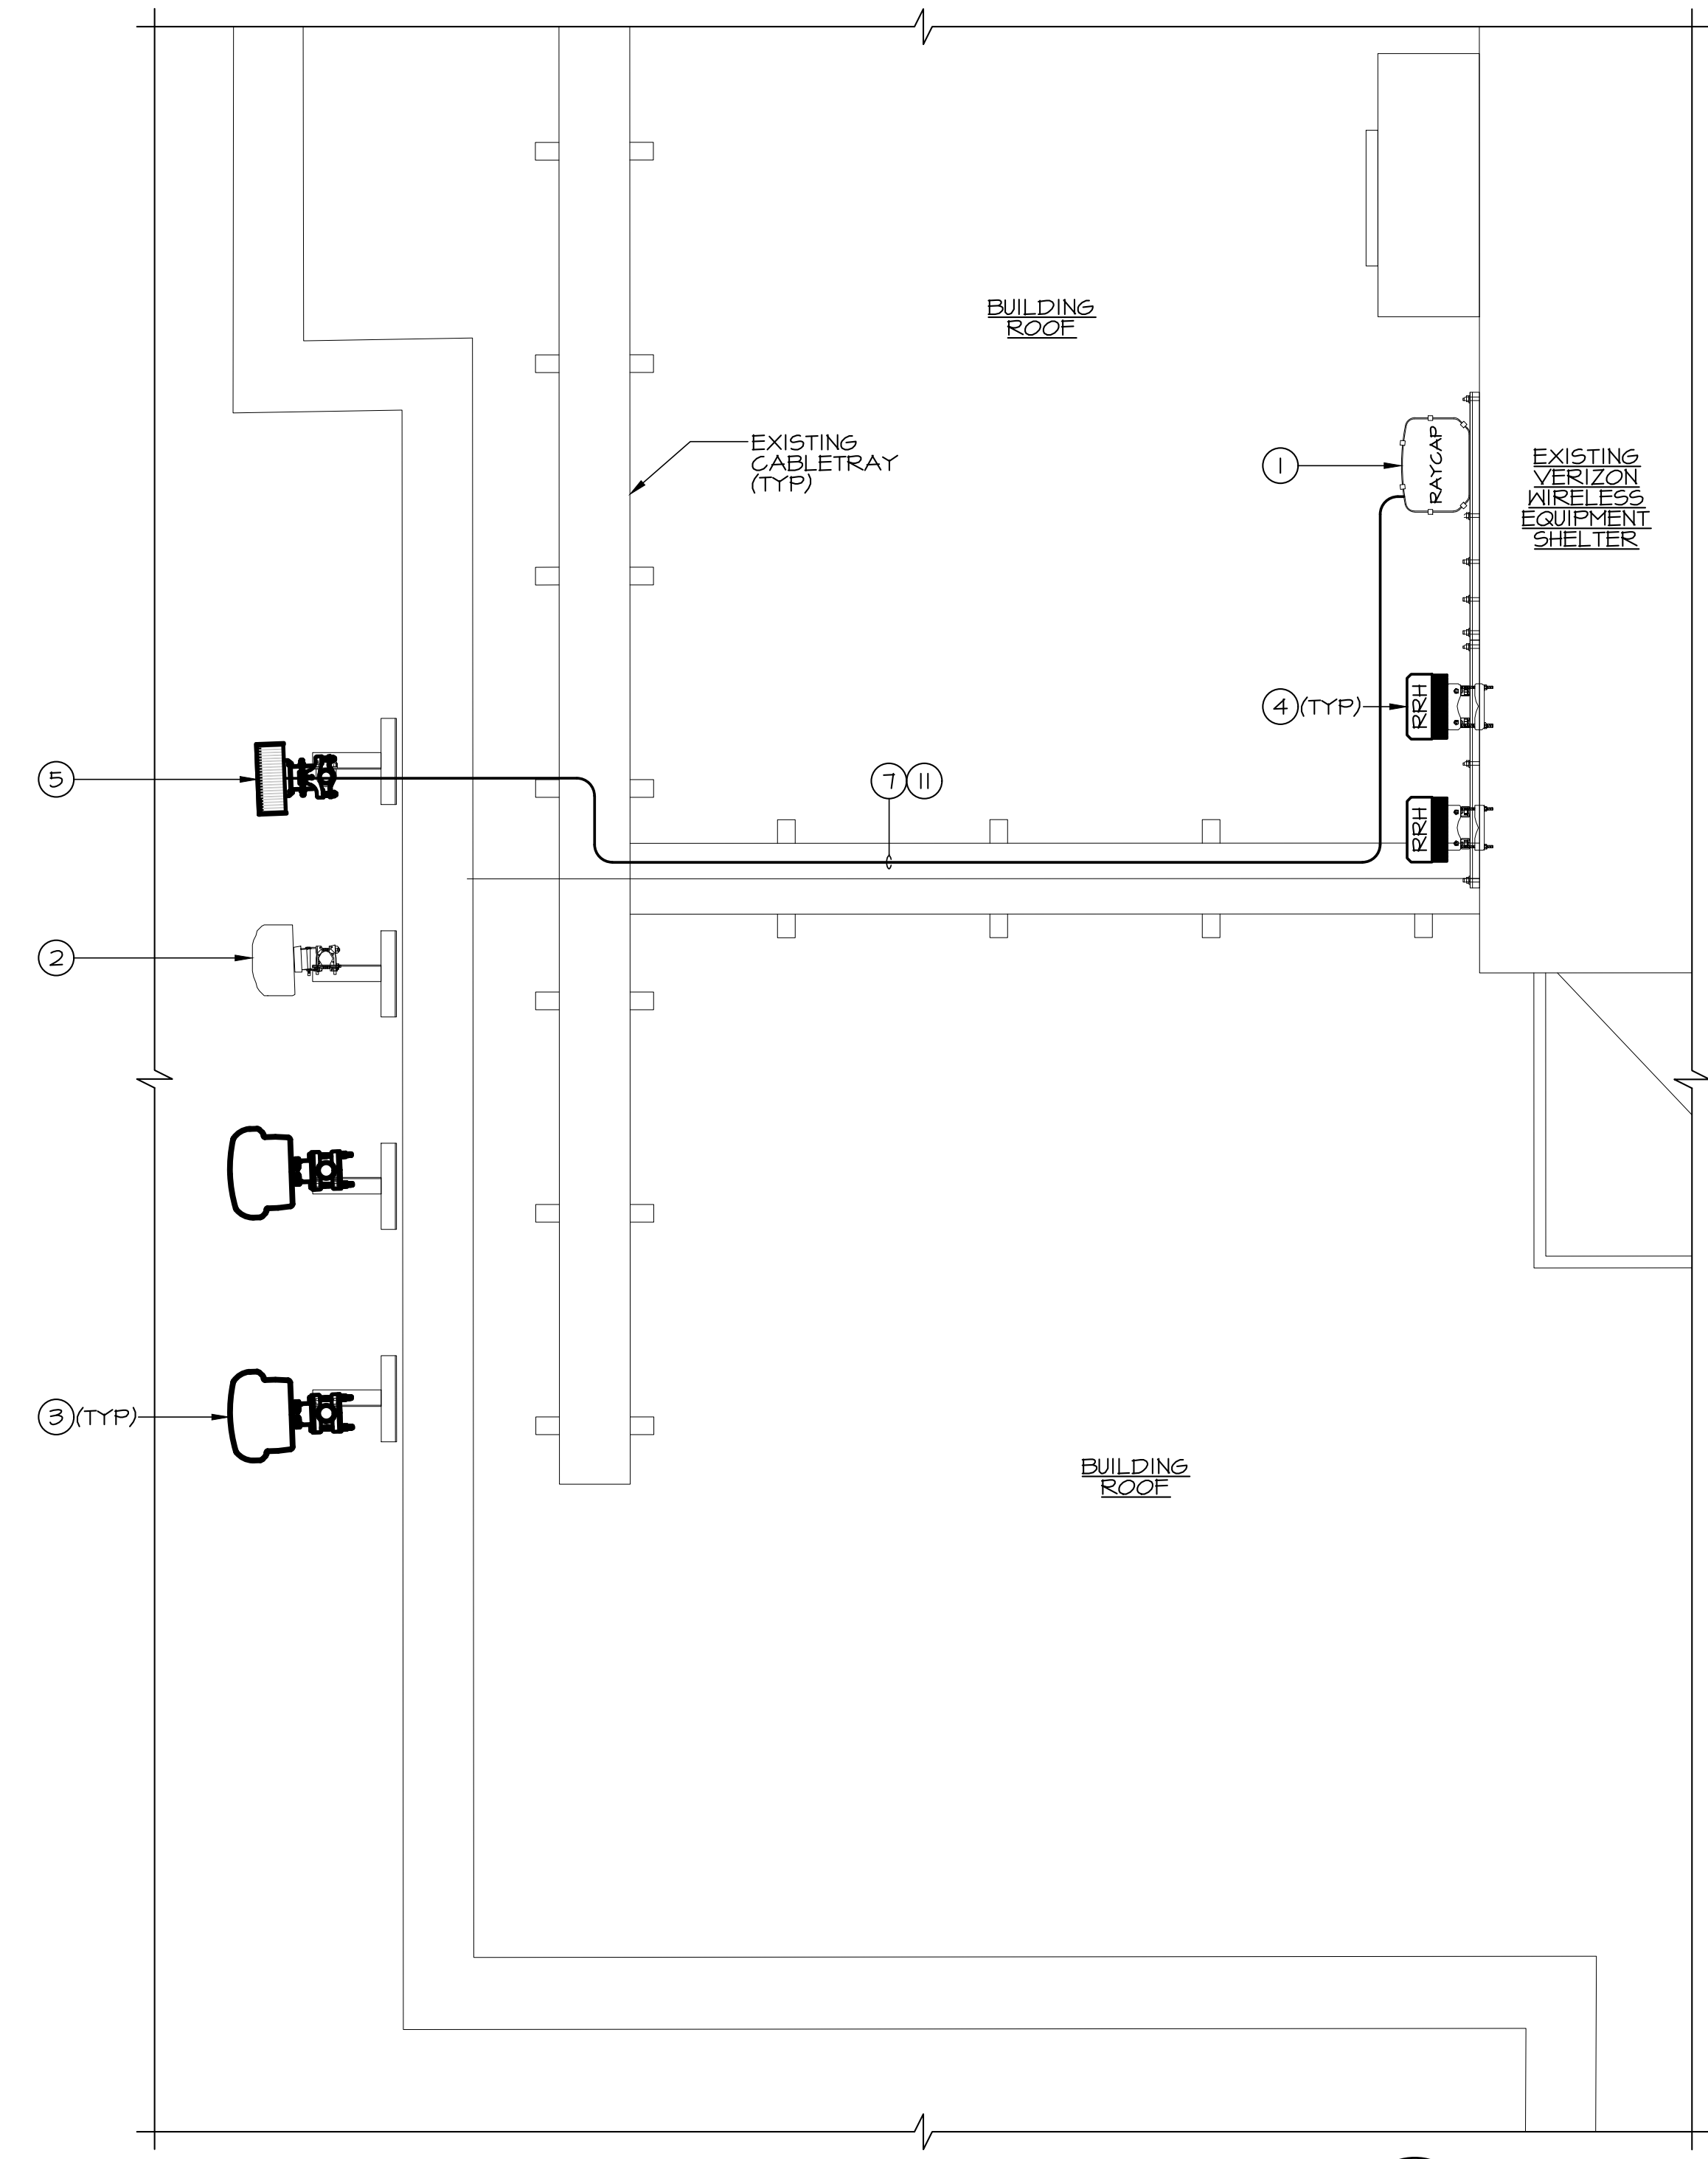 BUILDING
ROOF
EXISTING
CABLETRAY
(TYP)
1
RAYCAP
EXISTING
VERIZON
WIRELESS
EQUIPMENT
SHELTER
4 (TYP)
RRH
5
7 11
RRH
2
3 (TYP)
BUILDING
ROOF